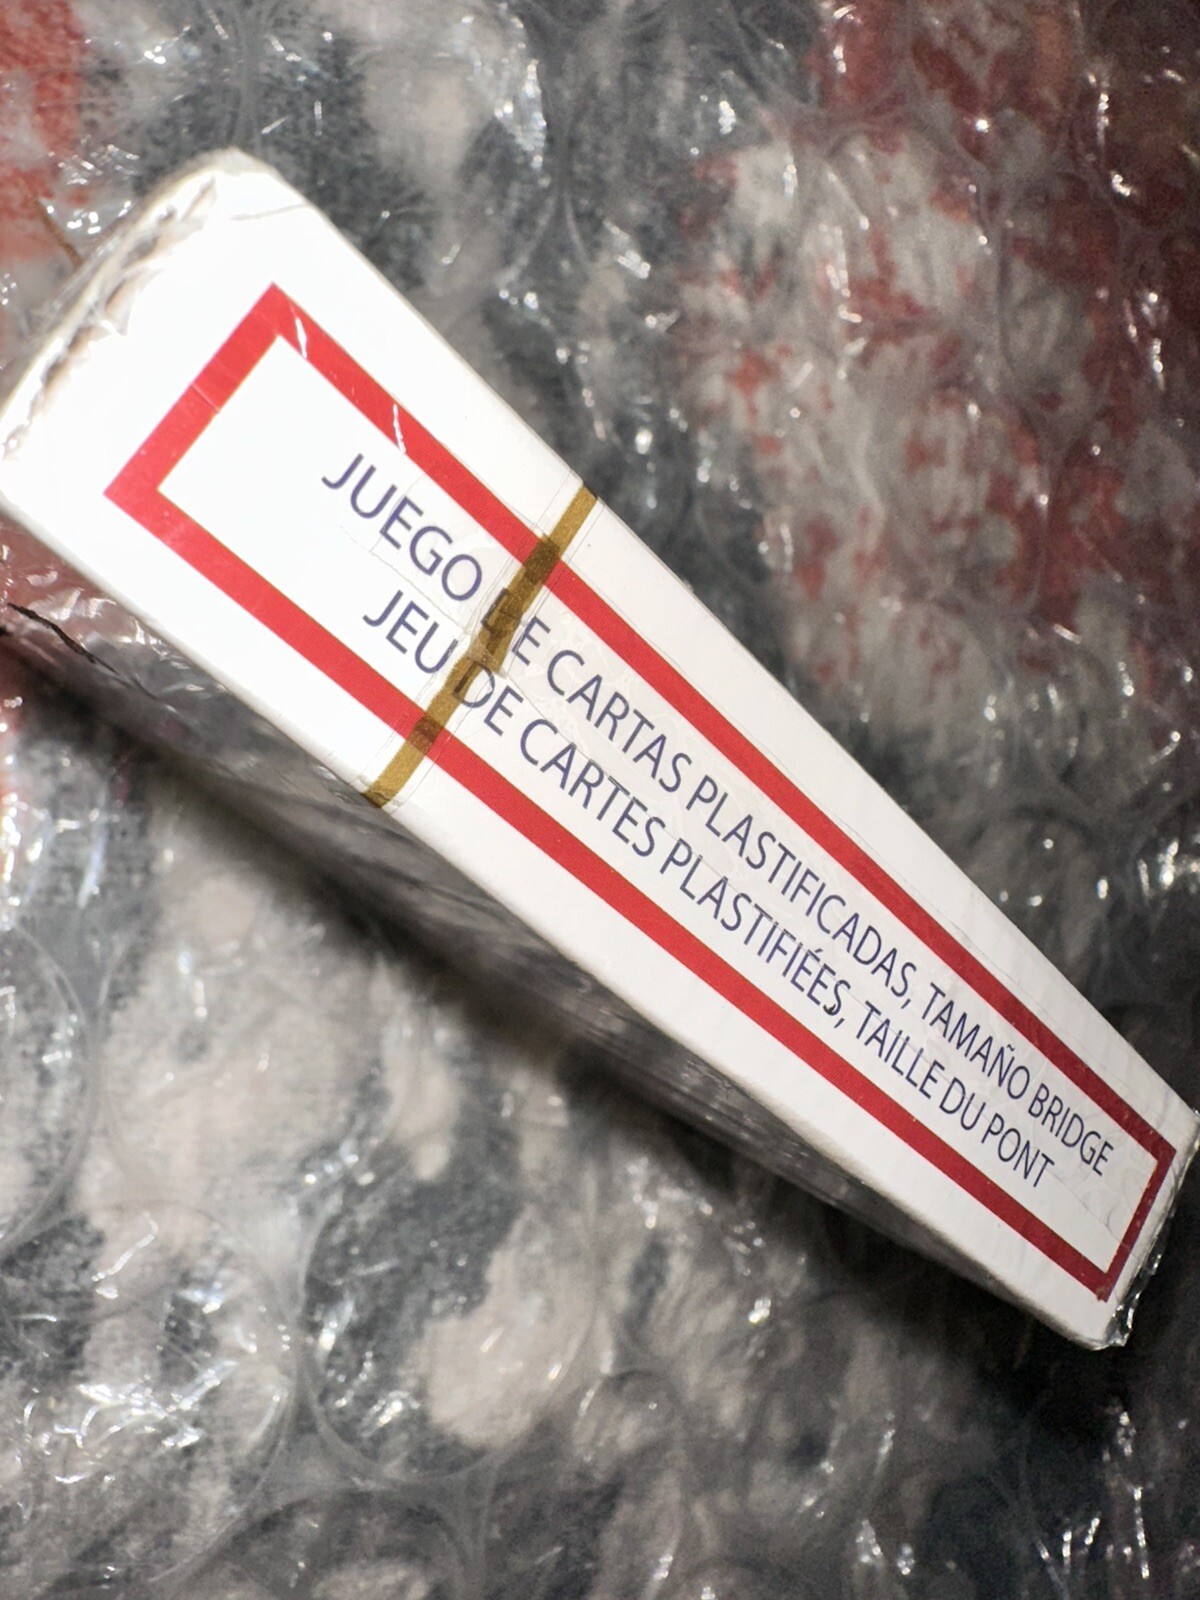 JUEGO DE CARTAS PLASTIFICADAS, TAMAÑO BRIDGE
JEU DE CARTES PLASTIFIÉES, TAILLE DU PONT